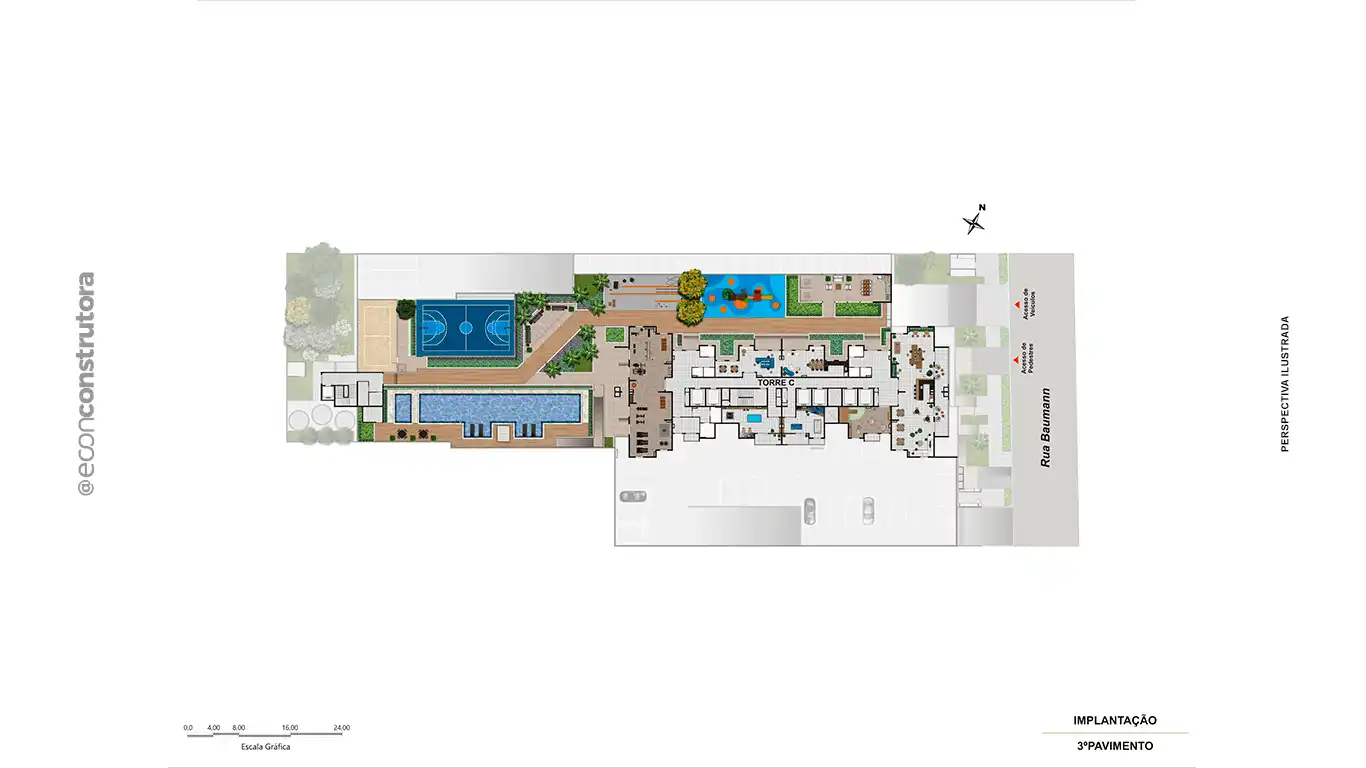 @econconstrutora
N
Acesso de
Veículos
Acesso de
Pedestres
TORRE C
Rua Baumann
PERSPECTIVA ILUSTRADA
0,0 4,00 8,00 16,00 24,00
Escala Gráfica
IMPLANTAÇÃO
3ºPAVIMENTO